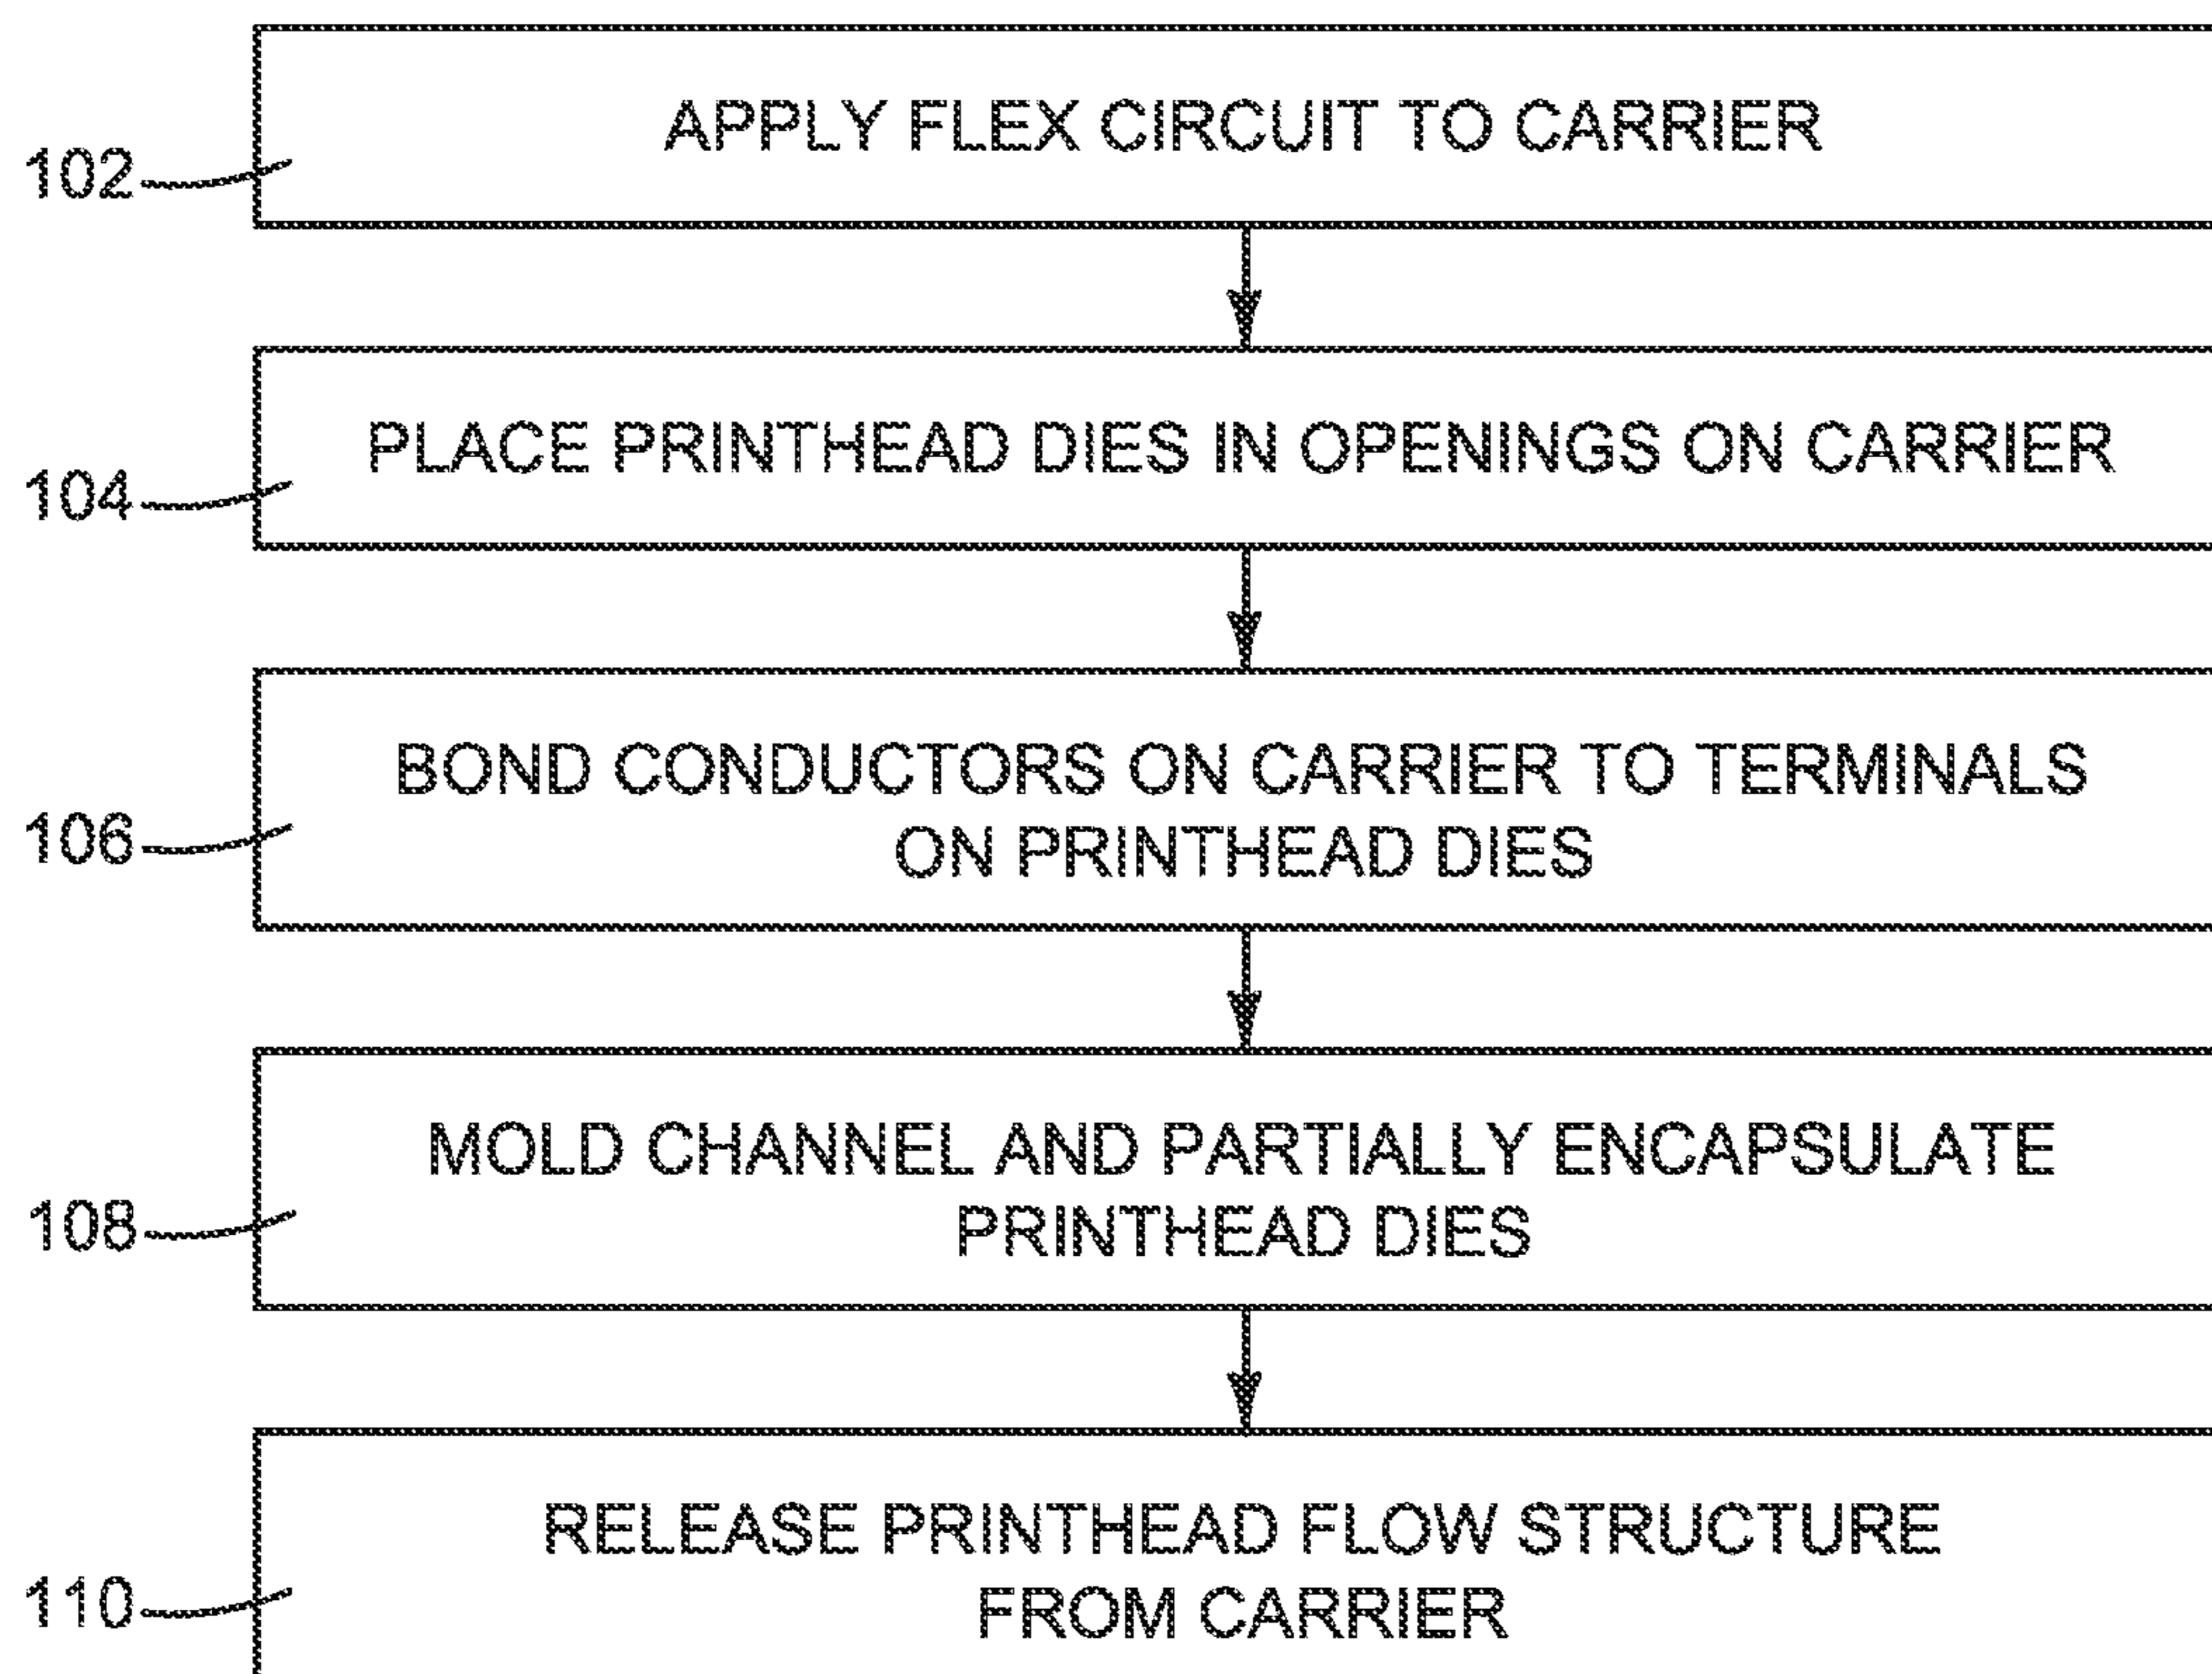 APPLY FLEX CIRCUIT TO CARRIER
102
PLACE PRINTHEAD DIES IN OPENINGS ON CARRIER
104
BOND CONDUCTORS ON CARRIER TO TERMINALS
ON PRINTHEAD DIES
106
MOLD CHANNEL AND PARTIALLY ENCAPSULATE
PRINTHEAD DIES
108
RELEASE PRINTHEAD FLOW STRUCTURE
FROM CARRIER
110